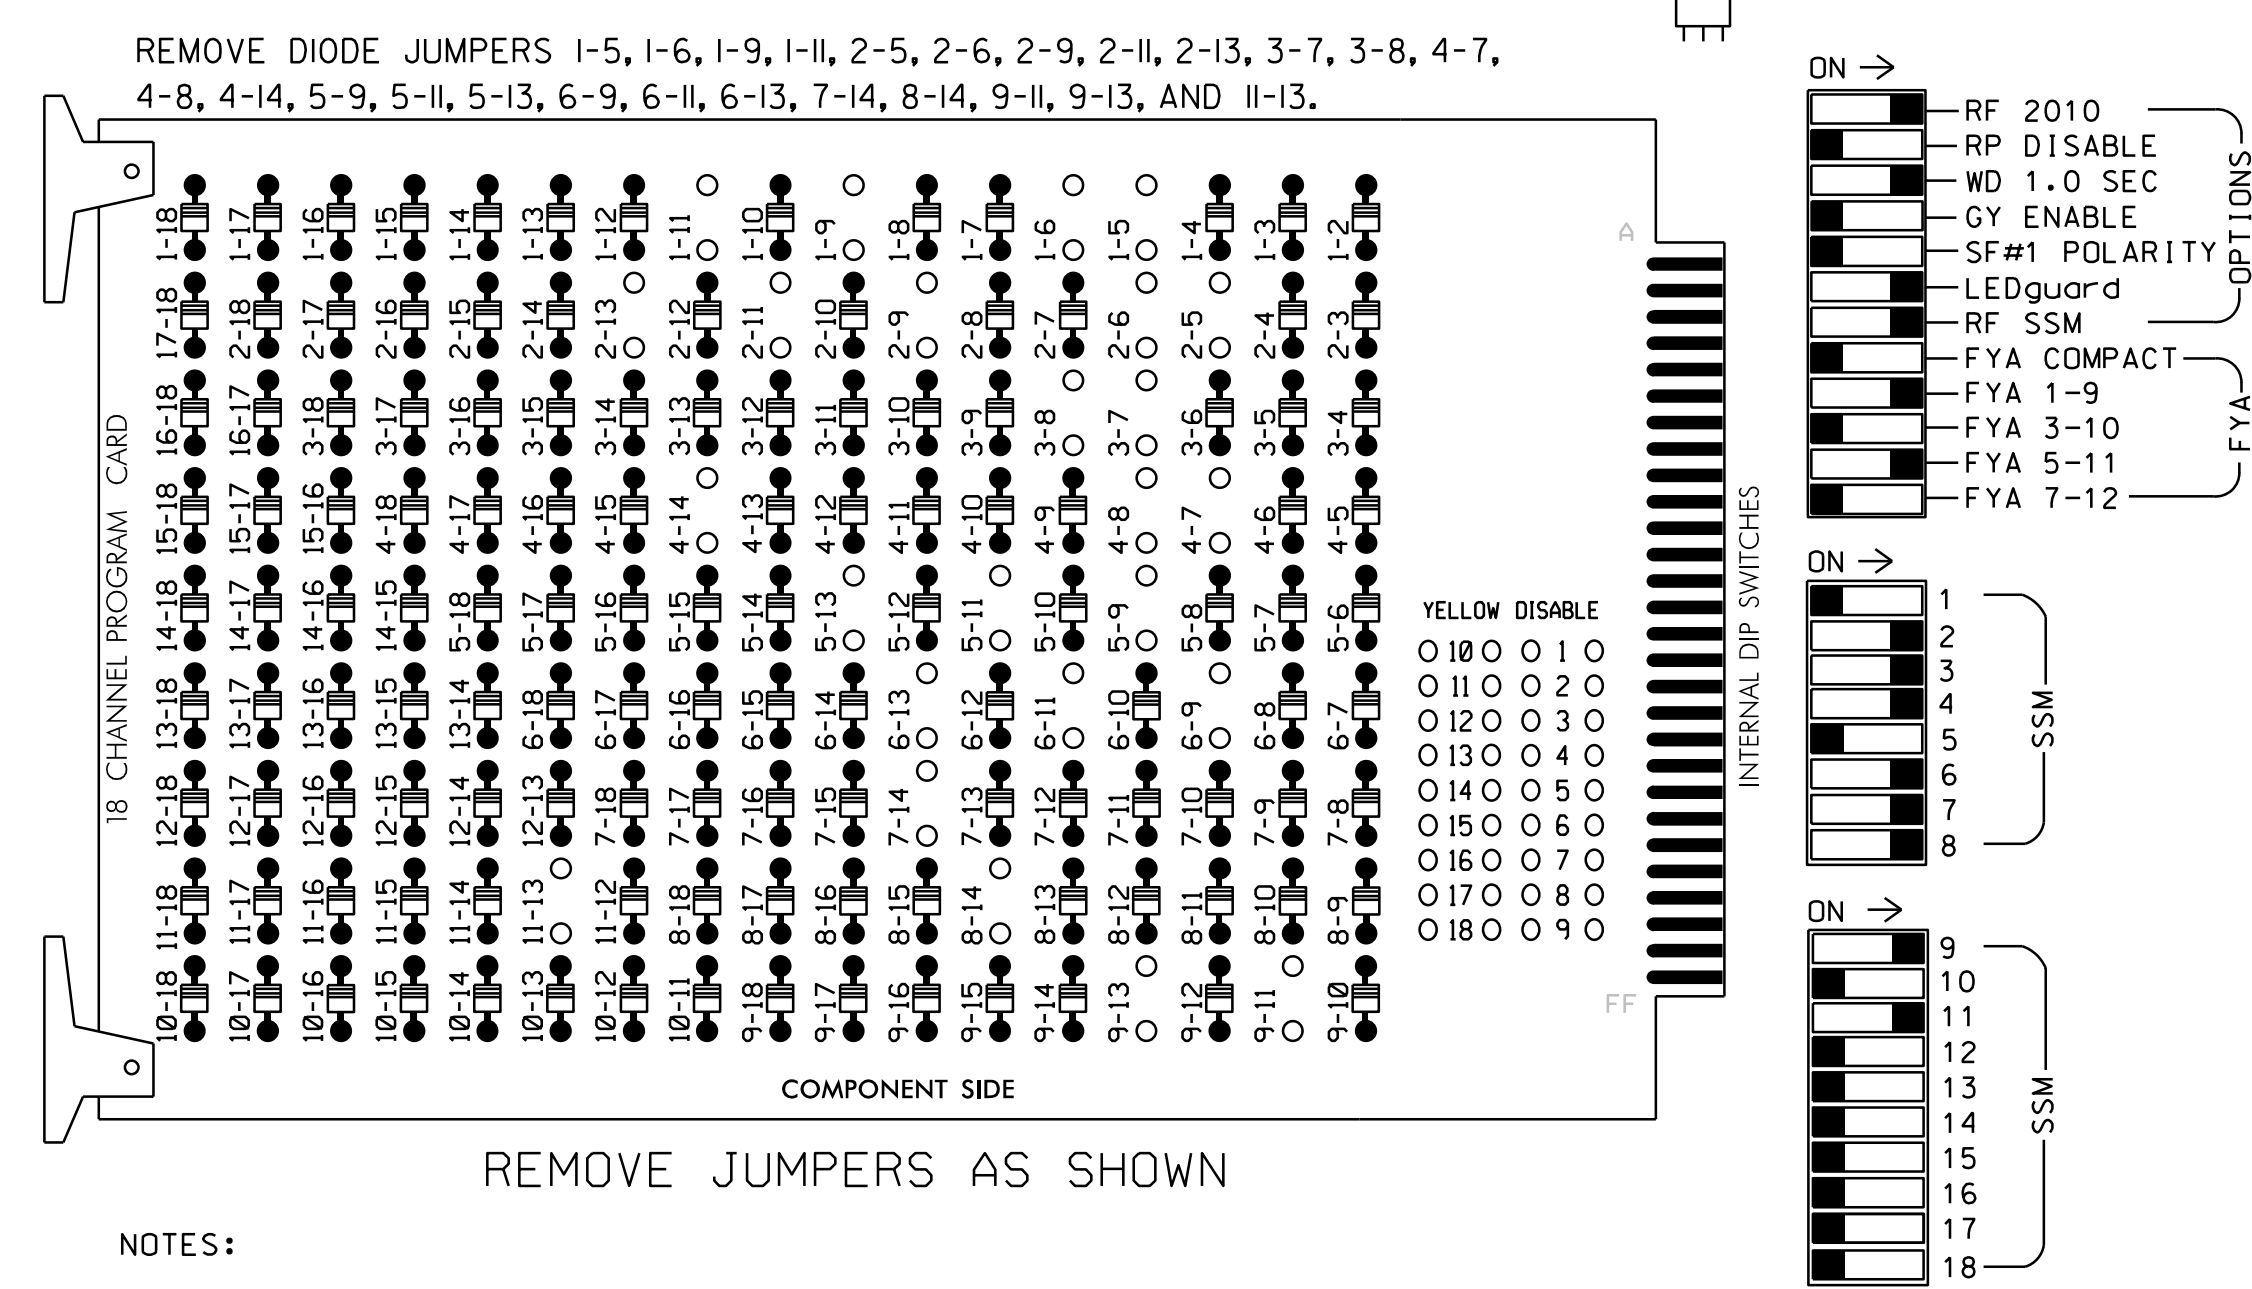 REMOVE DIODE JUMPERS 1-5, 1-6, 1-9, 1-11, 2-5, 2-6, 2-9, 2-11, 2-13, 3-7, 3-8, 4-7,
4-8, 4-14, 5-9, 5-11, 5-13, 6-9, 6-11, 6-13, 7-14, 8-14, 9-11, 9-13, AND 11-13.
1-18 1-17 1-16 1-15 1-14 1-13 1-12 1-11 1-10 1-9 1-8 1-7 1-6 1-5 1-4 1-3 1-2
17-18 2-18 2-17 2-16 2-15 2-14 2-13 2-12 2-11 2-10 2-9 2-8 2-7 2-6 2-5 2-4 2-3
16-18 16-17 3-18 3-17 3-16 3-15 3-14 3-13 3-12 3-11 3-10 3-9 3-8 3-7 3-6 3-5 3-4
15-18 15-17 15-16 4-18 4-17 4-16 4-15 4-14 4-13 4-12 4-11 4-10 4-9 4-8 4-7 4-6 4-5
14-18 14-17 14-16 14-15 5-18 5-17 5-16 5-15 5-14 5-13 5-12 5-11 5-10 5-9 5-8 5-7 5-6
13-18 13-17 13-16 13-15 13-14 6-18 6-17 6-16 6-15 6-14 6-13 6-12 6-11 6-10 6-9 6-8 6-7
12-18 12-17 12-16 12-15 12-14 12-13 7-18 7-17 7-16 7-15 7-14 7-13 7-12 7-11 7-10 7-9 7-8
11-18 11-17 11-16 11-15 11-14 11-13 11-12 8-18 8-17 8-16 8-15 8-14 8-13 8-12 8-11 8-10 8-9
10-18 10-17 10-16 10-15 10-14 10-13 10-12 10-11 9-18 9-17 9-16 9-15 9-14 9-13 9-12 9-11 9-10
18 CHANNEL PROGRAM CARD
COMPONENT SIDE
A
FF
YELLOW DISABLE
10 1
11 2
12 3
13 4
14 5
15 6
16 7
17 8
18 9
INTERNAL DIP SWITCHES
REMOVE JUMPERS AS SHOWN
NOTES:
ON →
RF 2010
RP DISABLE
WD 1.0 SEC
GY ENABLE
SF#1 POLARITY
LEDguard
RF SSM
OPTIONS
FYA COMPACT
FYA 1-9
FYA 3-10
FYA 5-11
FYA 7-12
FYA
ON →
1
2
3
4
5
6
7
8
SSM
ON →
9
10
11
12
13
14
15
16
17
18
SSM